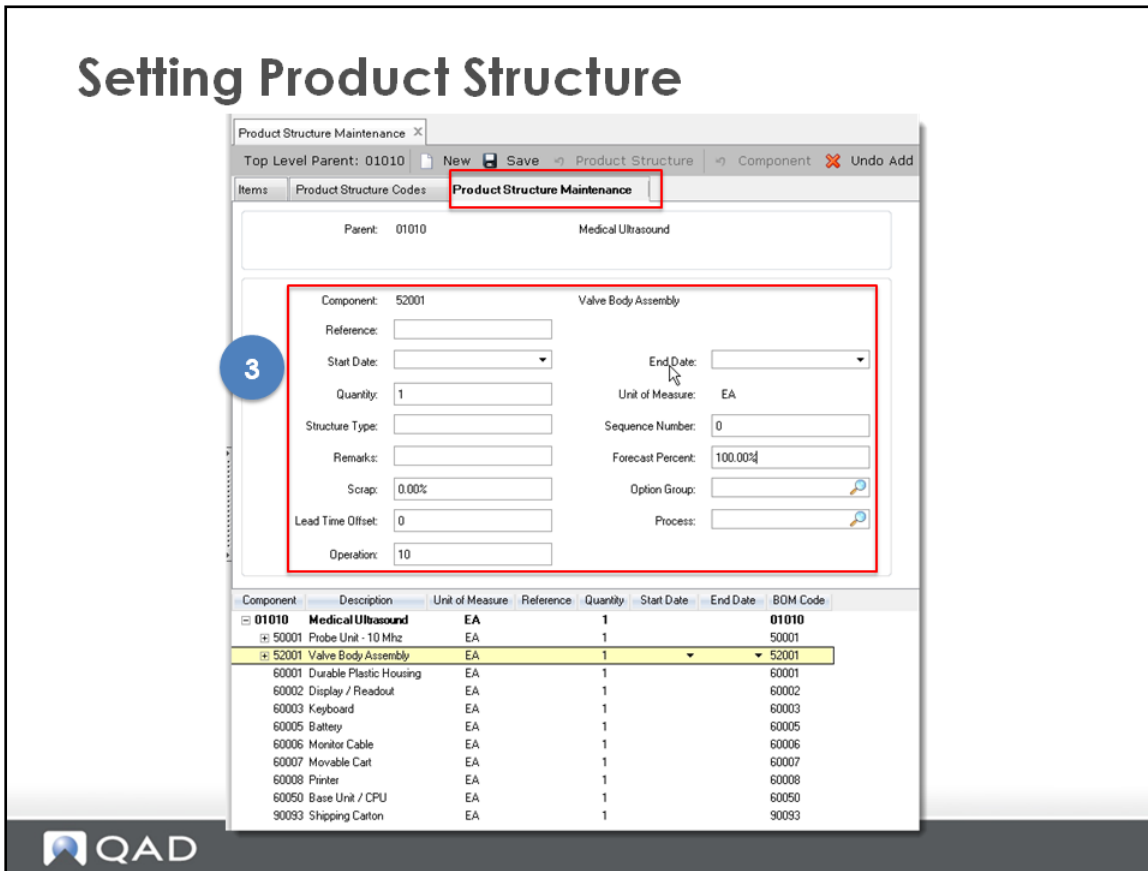 Setting Product Structure
Product Structure Maintenance
Top Level Parent: 01010 New Save Product Structure Component Undo Add
Items Product Structure Codes Product Structure Maintenance
Parent: 01010 Medical Ultrasound
Component: 52001 Valve Body Assembly
Reference:
3
Start Date: End Date:
Quantity: 1 Unit of Measure: EA
Structure Type: Sequence Number: 0
Remarks: Forecast Percent: 100.00%
Scrap: 0.00% Option Group:
Lead Time Offset: 0 Process:
Operation: 10
Component Description Unit of Measure Reference Quantity Start Date End Date BOM Code
01010 Medical Ultrasound EA 1 01010
50001 Probe Unit - 10 Mhz EA 1 50001
52001 Valve Body Assembly EA 1 52001
60001 Durable Plastic Housing EA 1 60001
60002 Display / Readout EA 1 60002
60003 Keyboard EA 1 60003
60005 Battery EA 1 60005
60006 Monitor Cable EA 1 60006
60007 Movable Cart EA 1 60007
60008 Printer EA 1 60008
60050 Base Unit / CPU EA 1 60050
90093 Shipping Carton EA 1 90093
QAD